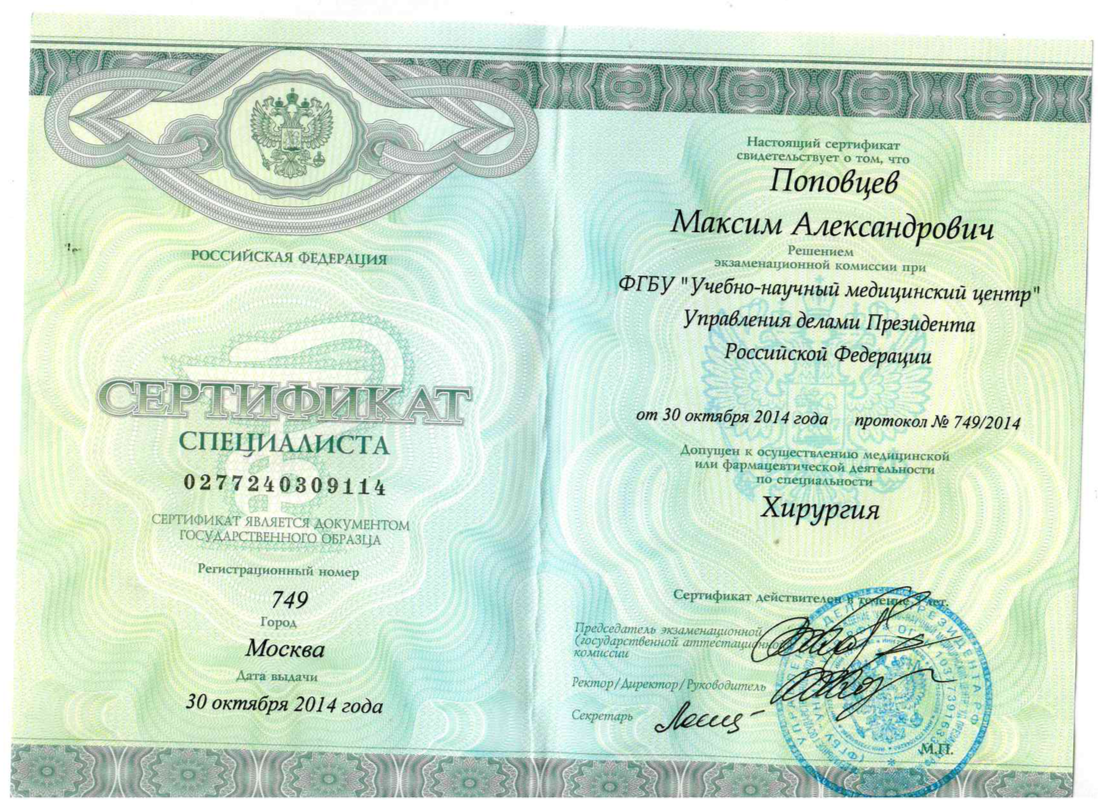 РОССИЙСКАЯ ФЕДЕРАЦИЯ
СЕРТИФИКАТ
СПЕЦИАЛИСТА
0277240309114
СЕРТИФИКАТ ЯВЛЯЕТСЯ ДОКУМЕНТОМ
ГОСУДАРСТВЕННОГО ОБРАЗЦА
Регистрационный номер
749
Город
Москва
Дата выдачи
30 октября 2014 года
Настоящий сертификат
свидетельствует о том, что
Поповцев
Максим Александрович
Решением
экзаменационной комиссии при
ФГБУ "Учебно-научный медицинский центр"
Управления делами Президента
Российской Федерации
от 30 октября 2014 года протокол № 749/2014
Допущен к осуществлению медицинской
или фармацевтической деятельности
по специальности
Хирургия
Сертификат действителен в течение лет.
Председатель экзаменационной
(государственной аттестационной
комиссии
Ректор/Директор/Руководитель
Секретарь
М.П.